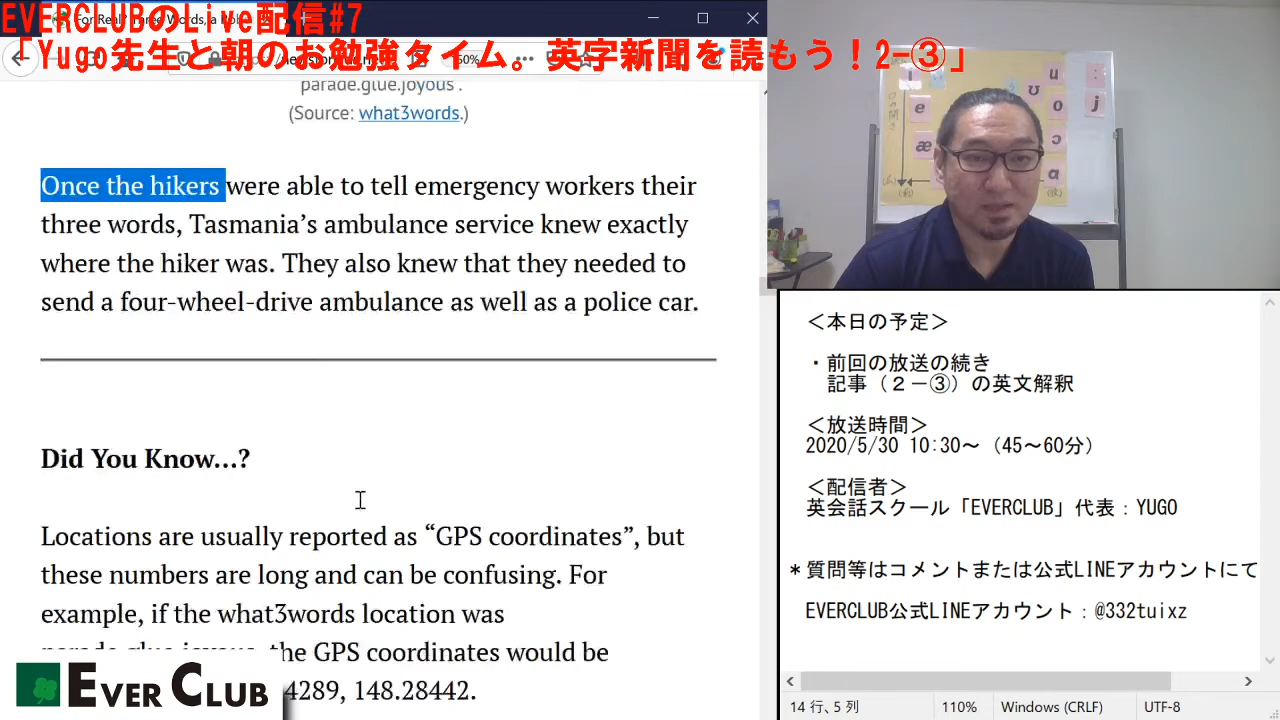 EVERCLUBのLive配信#7
「Yugo先生と朝のお勉強タイム。英字新聞を読もう！2-③」
parade.glue.joyous .
(Source: what3words.)
Once the hikers were able to tell emergency workers their
three words, Tasmania’s ambulance service knew exactly
where the hiker was. They also knew that they needed to
send a four-wheel-drive ambulance as well as a police car.
Did You Know…?
Locations are usually reported as “GPS coordinates”, but
these numbers are long and can be confusing. For
example, if the what3words location was
parade.glue.joyous, the GPS coordinates would be
4289, 148.28442.
EVER CLUB
i
e
æ
口の開き
u
ʊ
o
ɔ
ɑ
:
j
＜本日の予定＞
・前回の放送の続き
記事（２－③）の英文解釈
＜放送時間＞
2020/5/30 10:30～（45～60分）
＜配信者＞
英会話スクール「EVERCLUB」代表：YUGO
＊質問等はコメントまたは公式LINEアカウントにて
EVERCLUB公式LINEアカウント：@332tuixz
14 行、5 列
110%
Windows (CRLF)
UTF-8